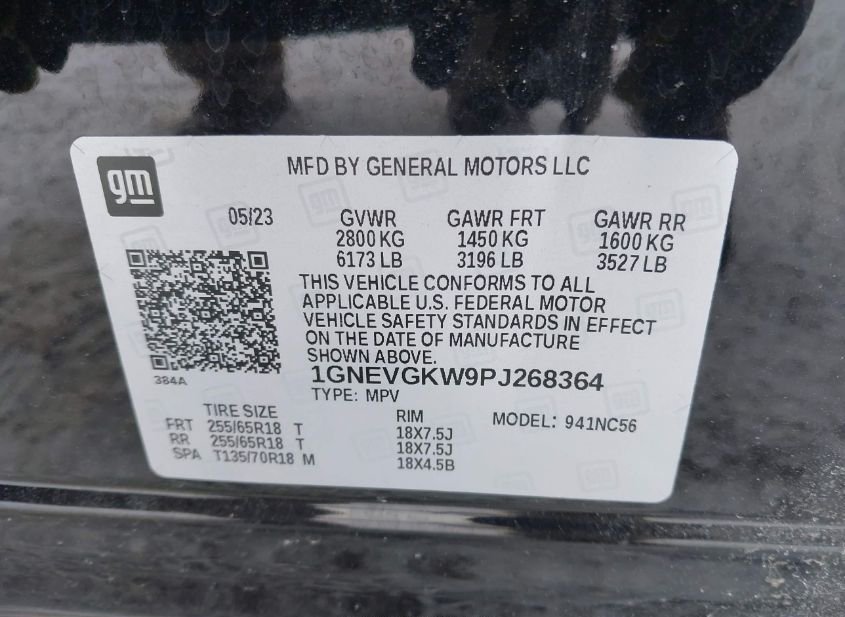 gm
MFD BY GENERAL MOTORS LLC
05/23 GVWR GAWR FRT GAWR RR
2800 KG 1450 KG 1600 KG
6173 LB 3196 LB 3527 LB
THIS VEHICLE CONFORMS TO ALL
APPLICABLE U.S. FEDERAL MOTOR
VEHICLE SAFETY STANDARDS IN EFFECT
ON THE DATE OF MANUFACTURE
SHOWN ABOVE.
384A
1GNEVGKW9PJ268364
TYPE: MPV
MODEL: 941NC56
TIRE SIZE RIM
FRT 255/65R18 T 18X7.5J
RR 255/65R18 T 18X7.5J
SPA T135/70R18 M 18X4.5B